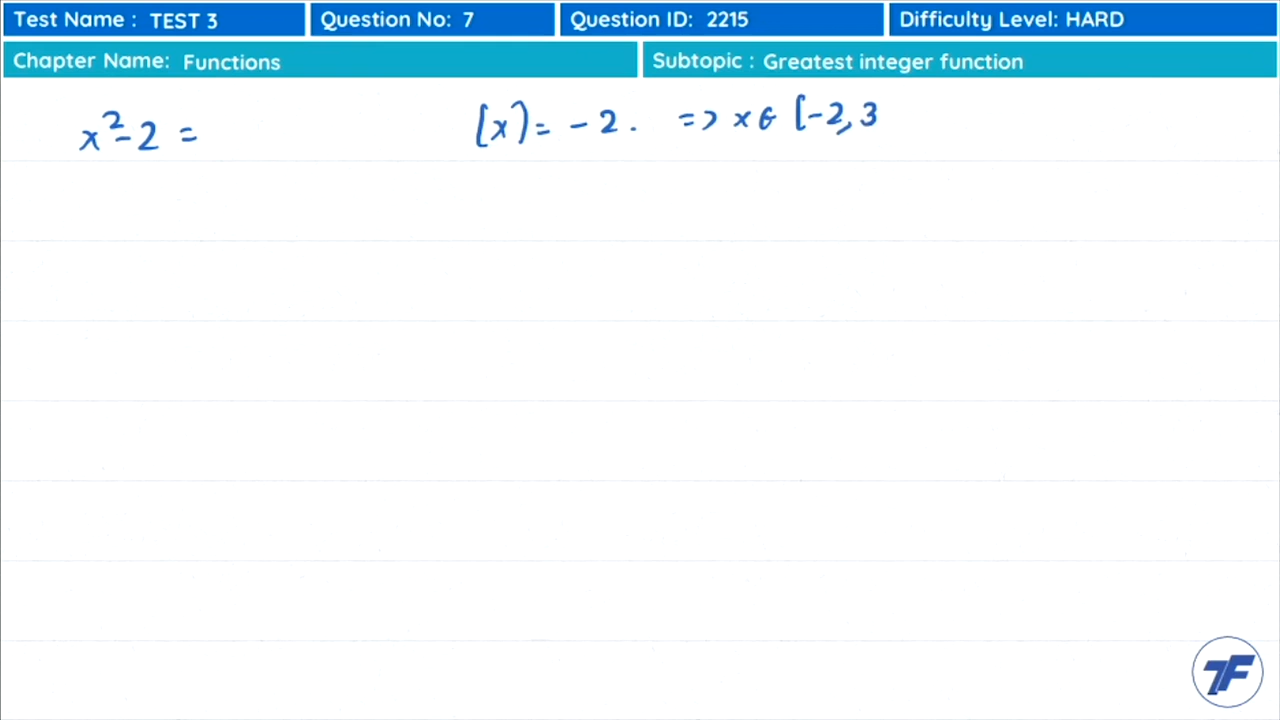 Test Name : TEST 3 Question No: 7 Question ID: 2215 Difficulty Level: HARD
Chapter Name: Functions Subtopic : Greatest integer function
x²-2 = [x) = -2. => x ∈ [-2, 3
TF